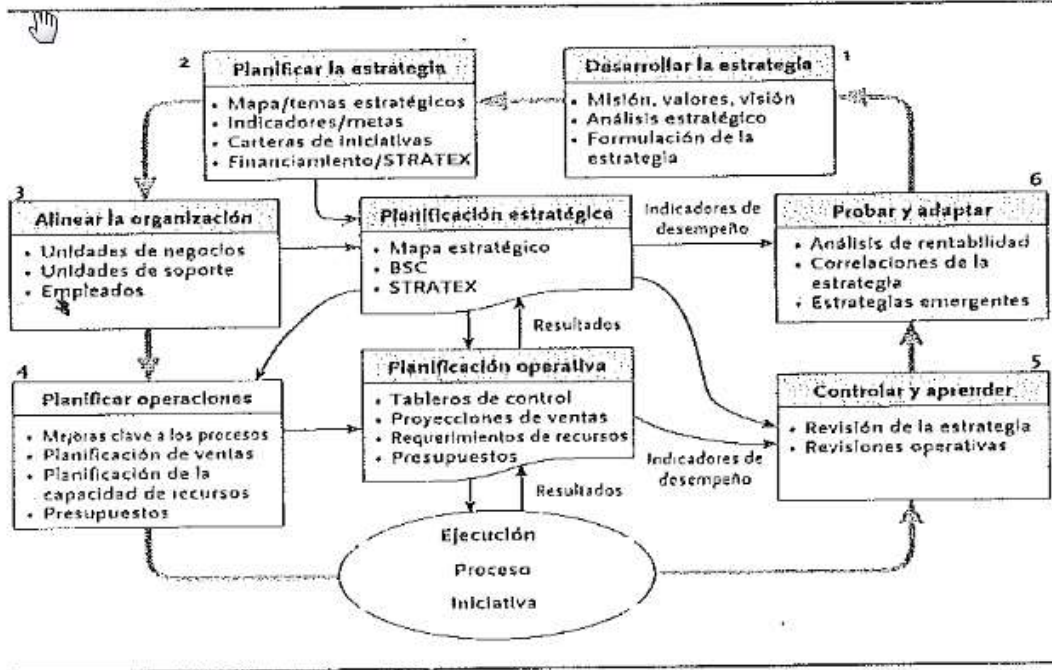 1
Desarrollar la estrategia
• Misión, valores, visión
• Análisis estratégico
• Formulación de la
estrategia
2
Planificar la estrategia
• Mapa/temas estratégicos
• Indicadores/metas
• Carteras de iniciativas
• Financiamiento/STRATEX
3
Alinear la organización
• Unidades de negocios
• Unidades de soporte
• Empleados
Planificación estratégica
• Mapa estratégico
• BSC
• STRATEX
Indicadores de
desempeño
6
Probar y adaptar
• Análisis de rentabilidad
• Correlaciones de la
estrategia
• Estrategias emergentes
Resultados
4
Planificar operaciones
• Mejoras clave a los procesos
• Planificación de ventas
• Planificación de la
capacidad de recursos
• Presupuestos
Planificación operativa
• Tableros de control
• Proyecciones de ventas
• Requerimientos de recursos
• Presupuestos
Indicadores de
desempeño
5
Controlar y aprender
• Revisión de la estrategia
• Revisiones operativas
Resultados
Ejecución
Proceso
Iniciativa